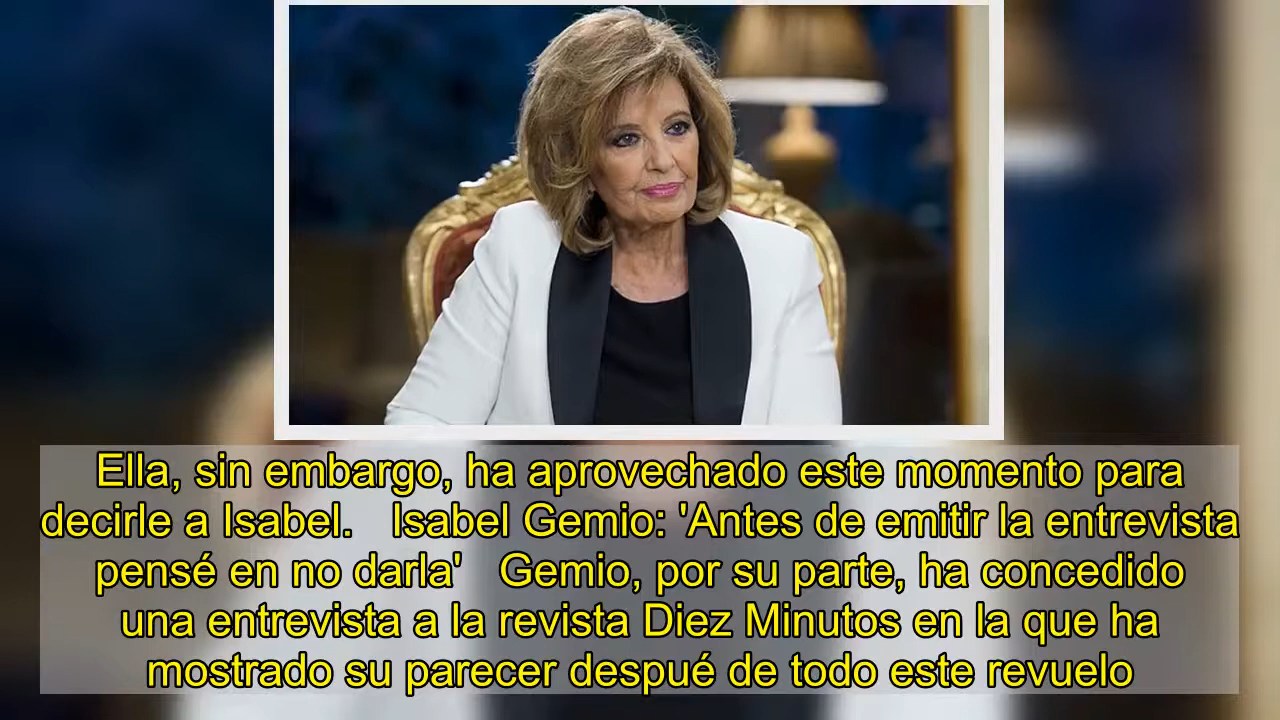 Ella, sin embargo, ha aprovechado este momento para
decirle a Isabel.   Isabel Gemio: 'Antes de emitir la entrevista
pensé en no darla'   Gemio, por su parte, ha concedido
una entrevista a la revista Diez Minutos en la que ha
mostrado su parecer despué de todo este revuelo